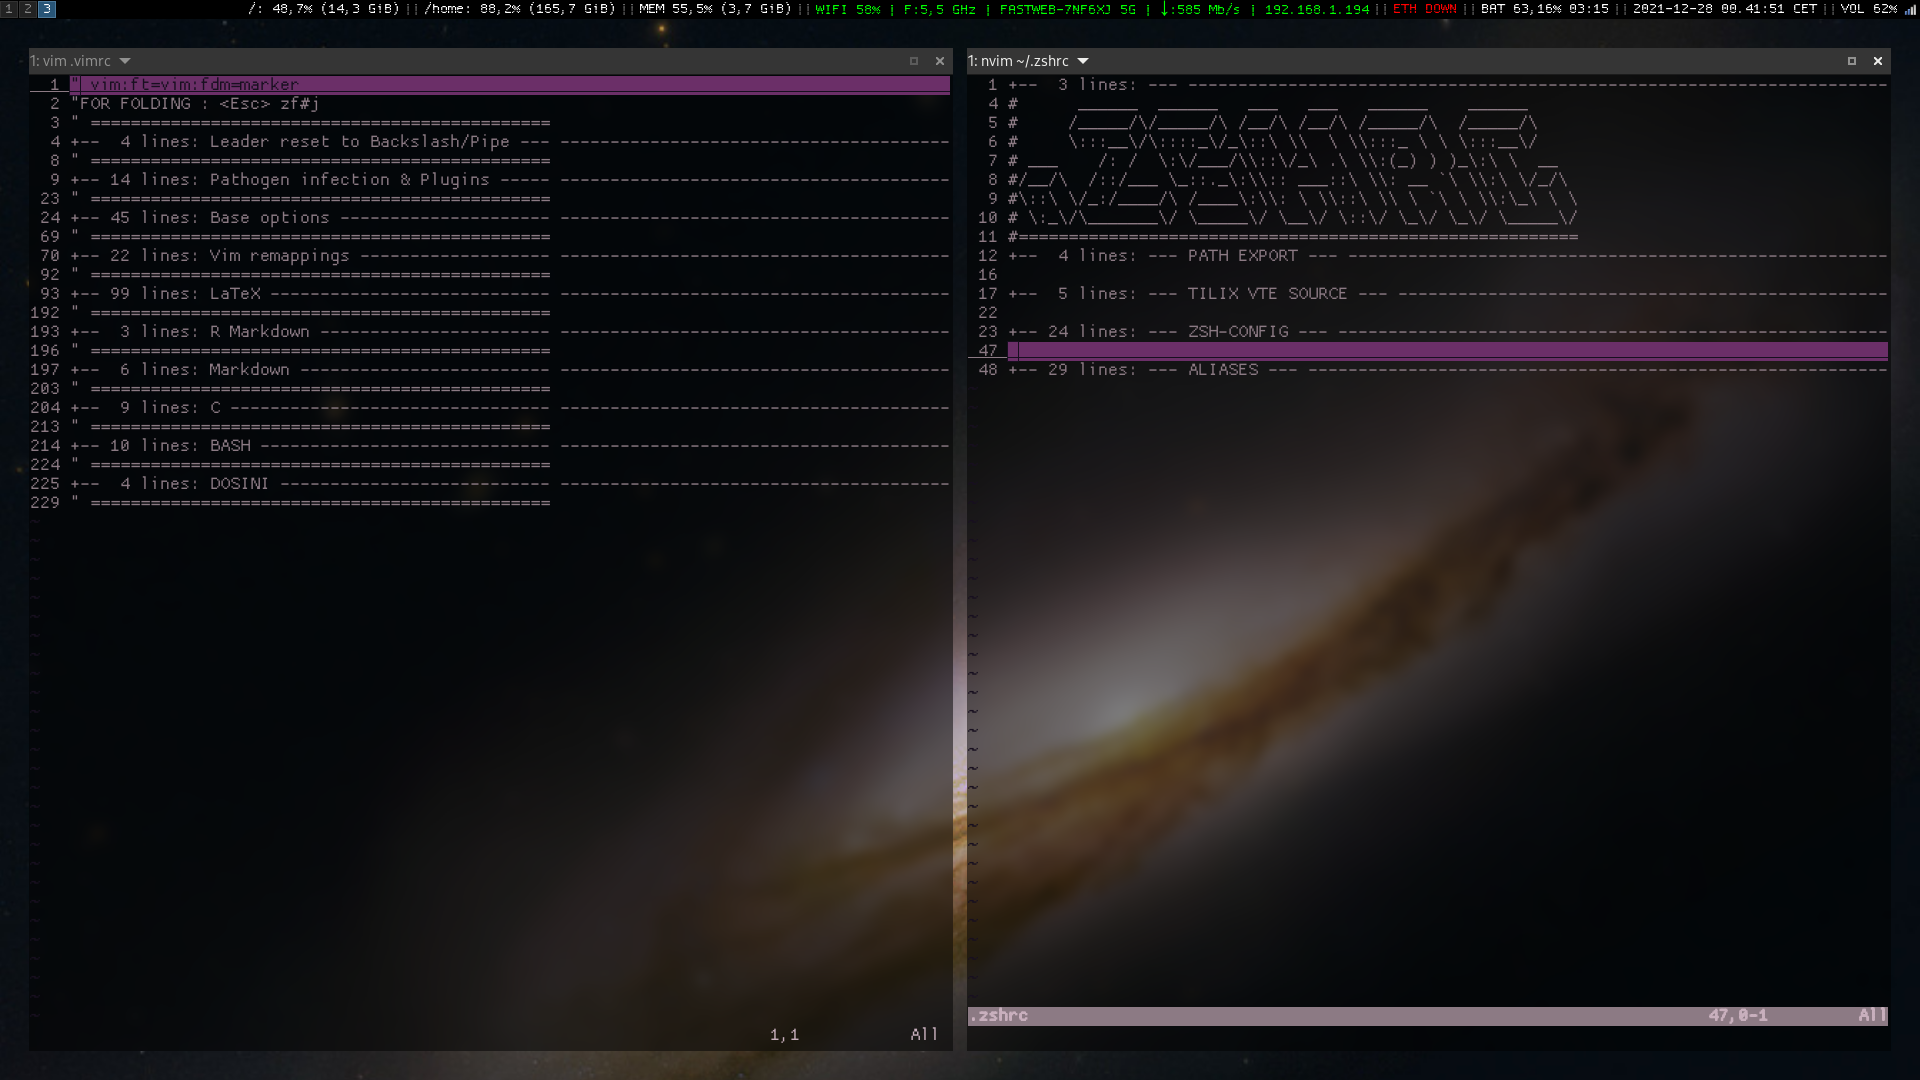 1 2 3 /: 48,7% (14,3 GiB) || /home: 88,2% (165,7 GiB) || MEM 55,5% (3,7 GiB) || WIFI 58% | F:5,5 GHz | FASTWEB-7NF6XJ 5G | ↓:585 Mb/s | 192.168.1.194 || ETH DOWN || BAT 63,16% 03:15 || 2021-12-28 00.41:51 CET || VOL 62%
1: vim .vimrc
1 " vim:ft=vim:fdm=marker
2 "FOR FOLDING : <Esc> zf#j
3 " ==============================================
4 +--  4 lines: Leader reset to Backslash/Pipe --- ---------------------------------------
8 " ==============================================
9 +-- 14 lines: Pathogen infection & Plugins ----- ---------------------------------------
23 " ==============================================
24 +-- 45 lines: Base options --------------------- ---------------------------------------
69 " ==============================================
70 +-- 22 lines: Vim remappings ------------------- ---------------------------------------
92 " ==============================================
93 +-- 99 lines: LaTeX ---------------------------- ---------------------------------------
192 " ==============================================
193 +--  3 lines: R Markdown ----------------------- ---------------------------------------
196 " ==============================================
197 +--  6 lines: Markdown ------------------------- ---------------------------------------
203 " ==============================================
204 +--  9 lines: C -------------------------------- ---------------------------------------
213 " ==============================================
214 +-- 10 lines: BASH ----------------------------- ---------------------------------------
224 " ==============================================
225 +--  4 lines: DOSINI --------------------------- ---------------------------------------
229 " ==============================================
1,1 All
1: nvim ~/.zshrc
1 +--  3 lines: --- ----------------------------------------------------------------------
4 #
5 #
6 #
7 #
8 #
9 #
10 #
ZSHRC
11 #========================================================
12 +--  4 lines: --- PATH EXPORT --- ------------------------------------------------------
16
17 +--  5 lines: --- TILIX VTE SOURCE --- -------------------------------------------------
22
23 +-- 24 lines: --- ZSH-CONFIG --- -------------------------------------------------------
47
48 +-- 29 lines: --- ALIASES --- ----------------------------------------------------------
.zshrc 47,0-1 All